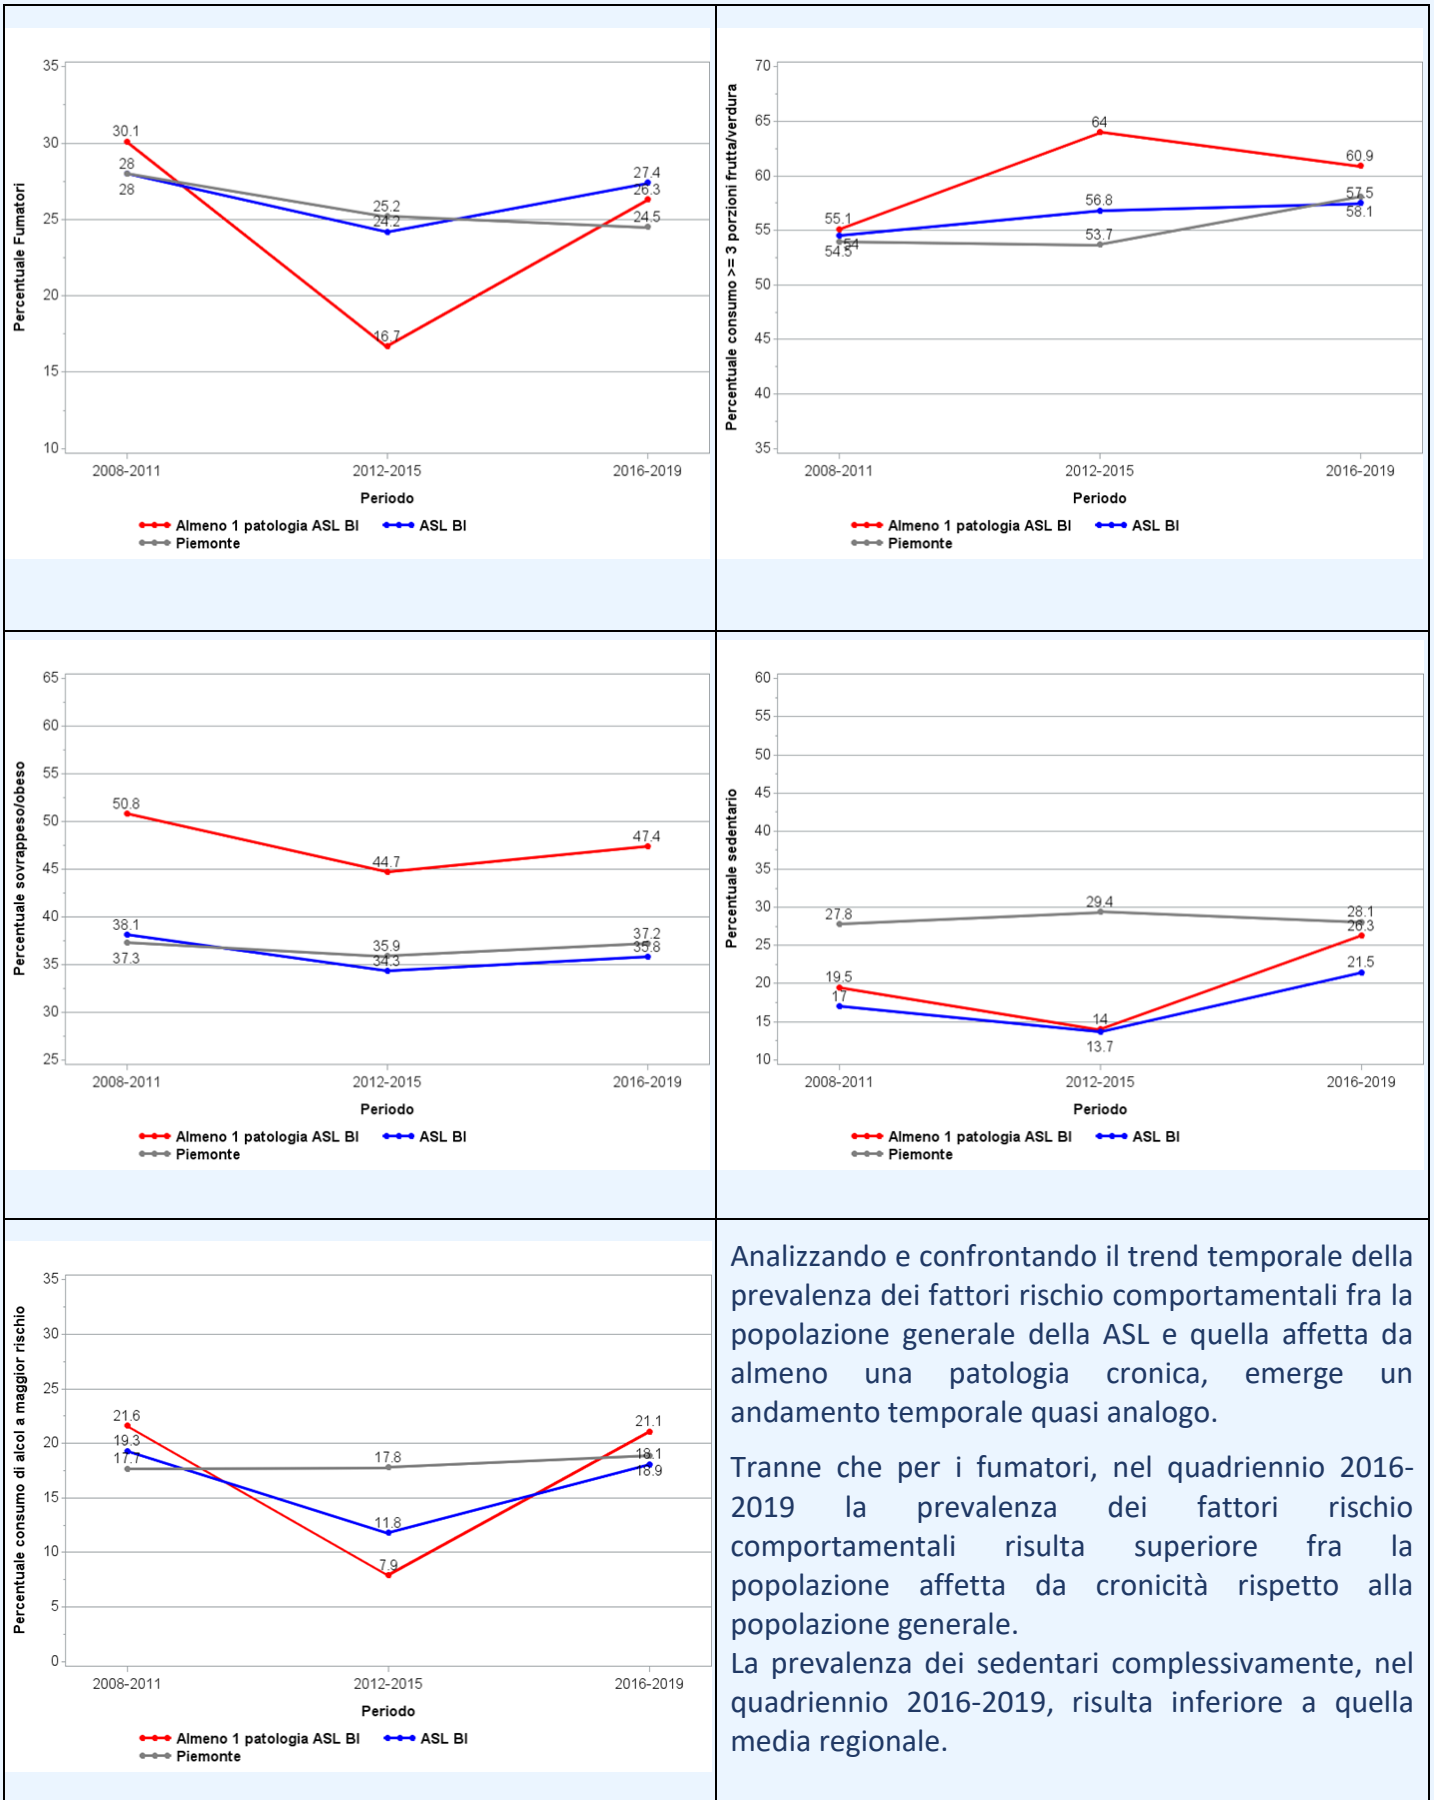 Percentuale Fumatori
35
30
25
20
15
10
30.1
28
28
25.2
24.2
16.7
27.4
26.3
24.5
2008-2011 2012-2015 2016-2019
Periodo
Almeno 1 patologia ASL BI ASL BI
Piemonte
Percentuale consumo >= 3 porzioni frutta/verdura
70
65
60
55
50
45
40
35
55.1
54
54.5
64
56.8
53.7
60.9
57.5
58.1
2008-2011 2012-2015 2016-2019
Periodo
Almeno 1 patologia ASL BI ASL BI
Piemonte
Percentuale sovrappeso/obeso
65
60
55
50
45
40
35
30
25
50.8
38.1
37.3
44.7
35.9
34.3
47.4
37.2
35.8
2008-2011 2012-2015 2016-2019
Periodo
Almeno 1 patologia ASL BI ASL BI
Piemonte
Percentuale sedentario
60
55
50
45
40
35
30
25
20
15
10
27.8
19.5
17
29.4
14
13.7
28.1
26.3
21.5
2008-2011 2012-2015 2016-2019
Periodo
Almeno 1 patologia ASL BI ASL BI
Piemonte
Percentuale consumo di alcol a maggior rischio
35
30
25
20
15
10
5
0
21.6
19.3
17.7
17.8
11.8
7.9
21.1
18.1
18.9
2008-2011 2012-2015 2016-2019
Periodo
Almeno 1 patologia ASL BI ASL BI
Piemonte
Analizzando e confrontando il trend temporale della
prevalenza dei fattori rischio comportamentali fra la
popolazione generale della ASL e quella affetta da
almeno una patologia cronica, emerge un
andamento temporale quasi analogo.
Tranne che per i fumatori, nel quadriennio 2016-
2019 la prevalenza dei fattori rischio
comportamentali risulta superiore fra la
popolazione affetta da cronicità rispetto alla
popolazione generale.
La prevalenza dei sedentari complessivamente, nel
quadriennio 2016-2019, risulta inferiore a quella
media regionale.